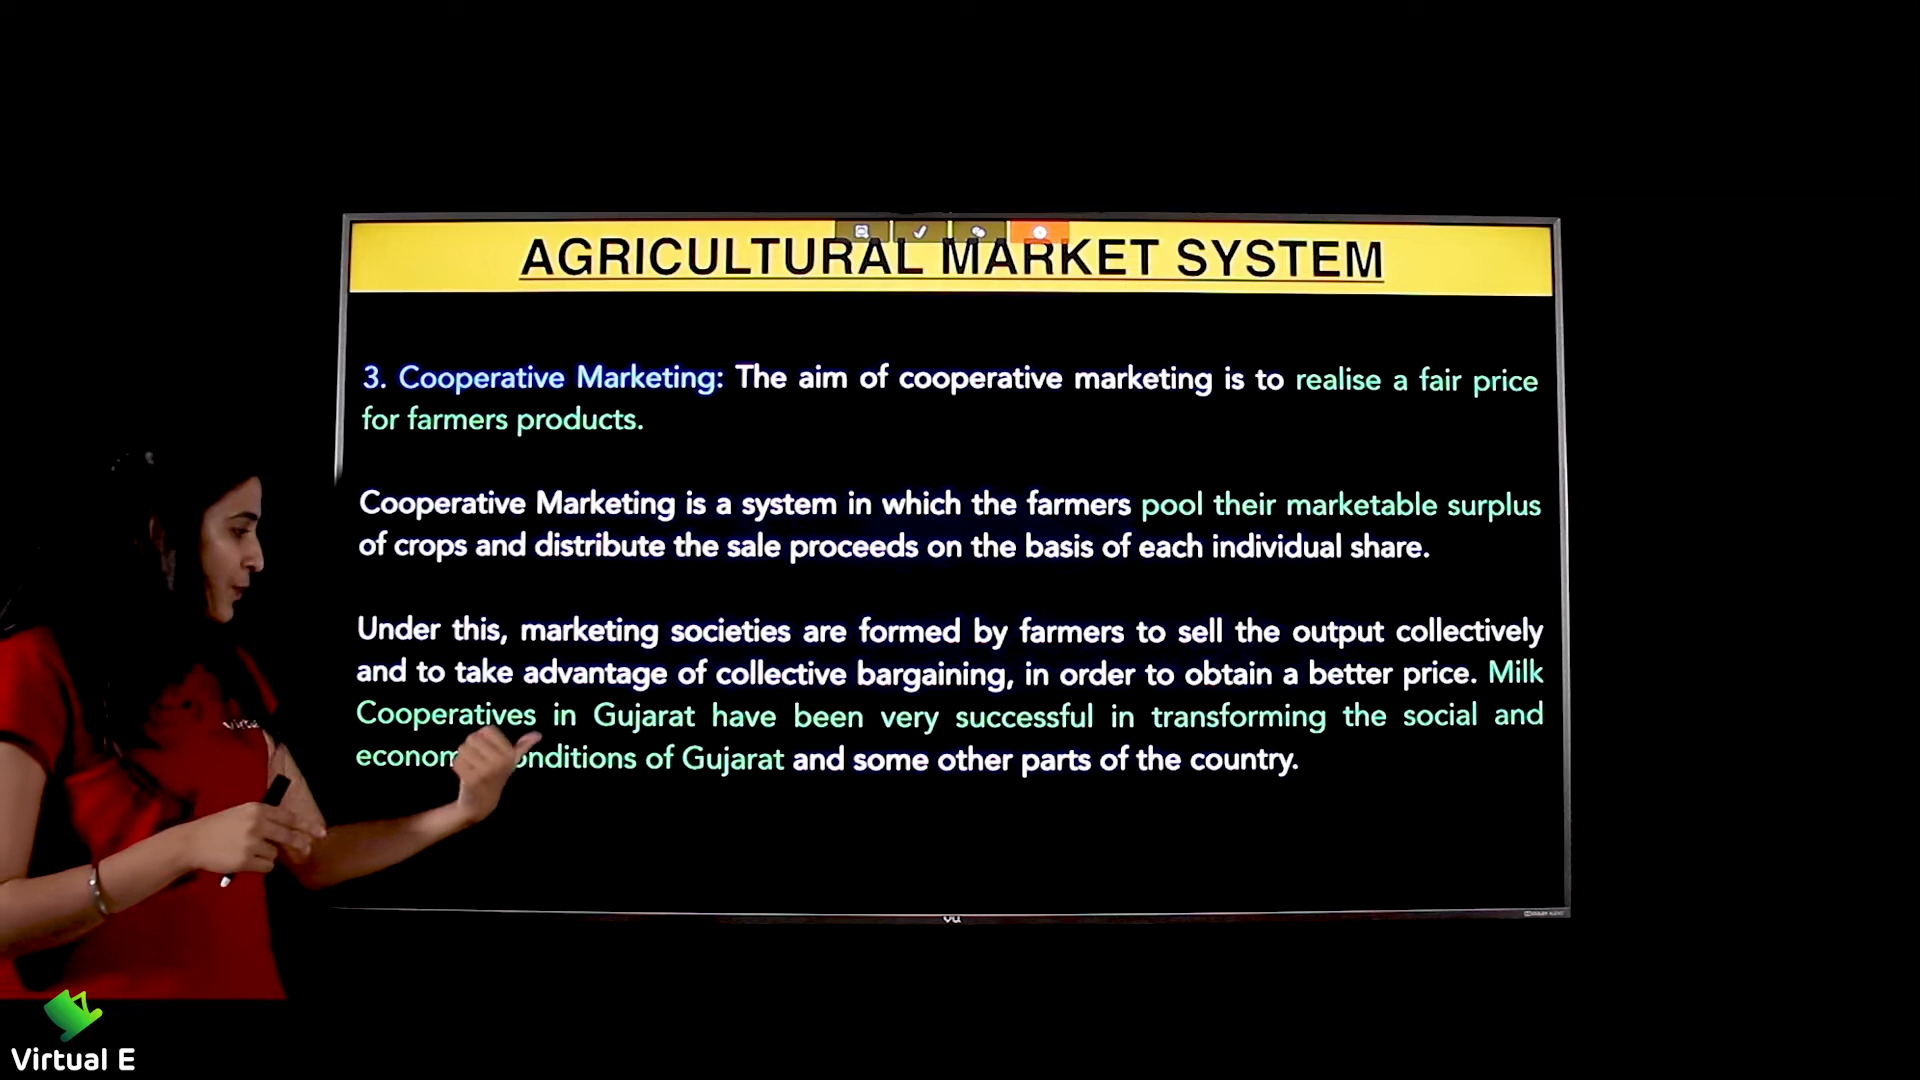 AGRICULTURAL MARKET SYSTEM
3. Cooperative Marketing: The aim of cooperative marketing is to realise a fair price
for farmers products.
Cooperative Marketing is a system in which the farmers pool their marketable surplus
of crops and distribute the sale proceeds on the basis of each individual share.
Under this, marketing societies are formed by farmers to sell the output collectively
and to take advantage of collective bargaining, in order to obtain a better price. Milk
Cooperatives in Gujarat have been very successful in transforming the social and
econom onditions of Gujarat and some other parts of the country.
Virtua
Vu
Virtual E